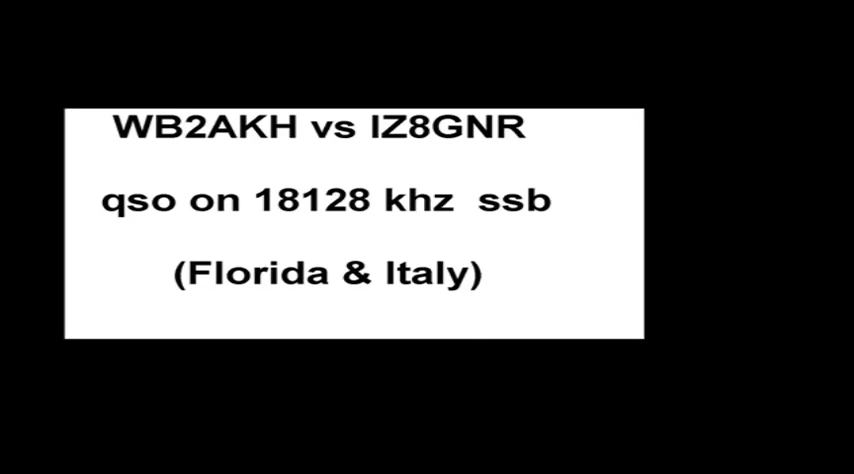 WB2AKH vs IZ8GNR
qso on 18128 khz ssb
(Florida & Italy)